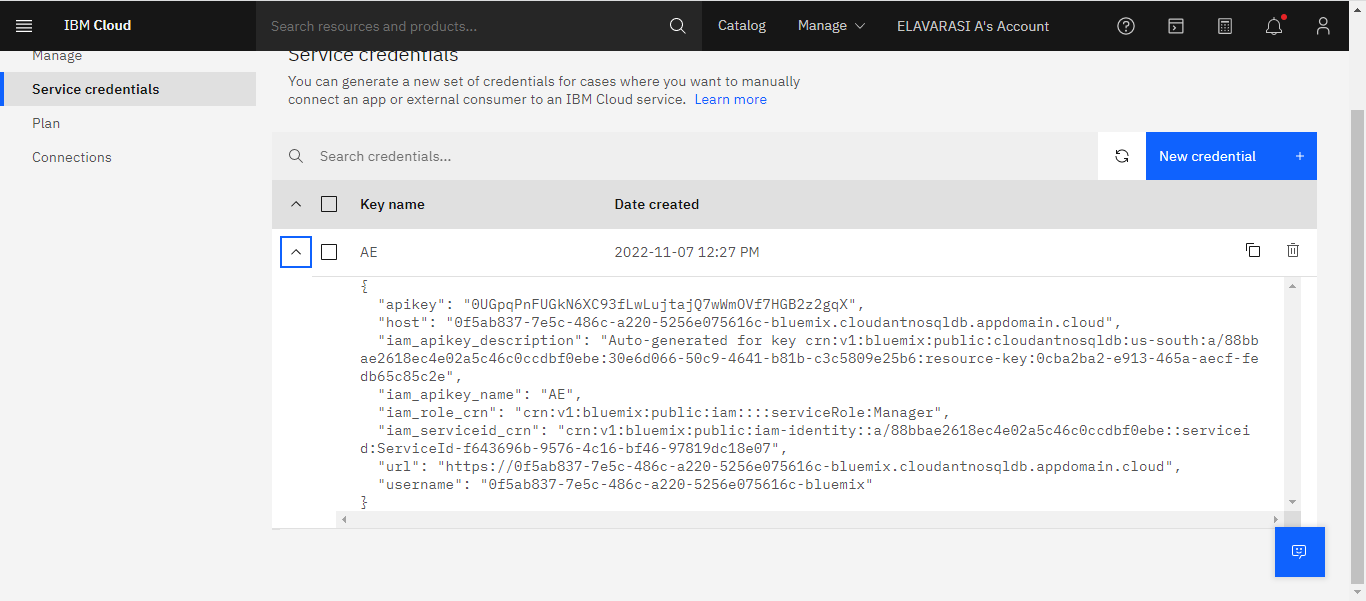 IBM Cloud
Search resources and products...
Catalog
Manage
ELAVARASI A's Account
Manage
Service credentials
Plan
Connections
Service credentials
You can generate a new set of credentials for cases where you want to manually
connect an app or external consumer to an IBM Cloud service. Learn more
Search credentials...
New credential +
Key name Date created
AE 2022-11-07 12:27 PM
{
"apikey": "0UGpqPnFUGkN6XC93fLwLujtajQ7wWmOVf7HGB2z2gqX",
"host": "0f5ab837-7e5c-486c-a220-5256e075616c-bluemix.cloudantnosqldb.appdomain.cloud",
"iam_apikey_description": "Auto-generated for key crn:v1:bluemix:public:cloudantnosqldb:us-south:a/88bb
ae2618ec4e02a5c46c0ccdbf0ebe:30e6d066-50c9-4641-b81b-c3c5809e25b6:resource-key:0cba2ba2-e913-465a-aecf-fe
db65c85c2e",
"iam_apikey_name": "AE",
"iam_role_crn": "crn:v1:bluemix:public:iam::::serviceRole:Manager",
"iam_serviceid_crn": "crn:v1:bluemix:public:iam-identity::a/88bbae2618ec4e02a5c46c0ccdbf0ebe::servicei
d:ServiceId-f643696b-9576-4c16-bf46-97819dc18e07",
"url": "https://0f5ab837-7e5c-486c-a220-5256e075616c-bluemix.cloudantnosqldb.appdomain.cloud",
"username": "0f5ab837-7e5c-486c-a220-5256e075616c-bluemix"
}